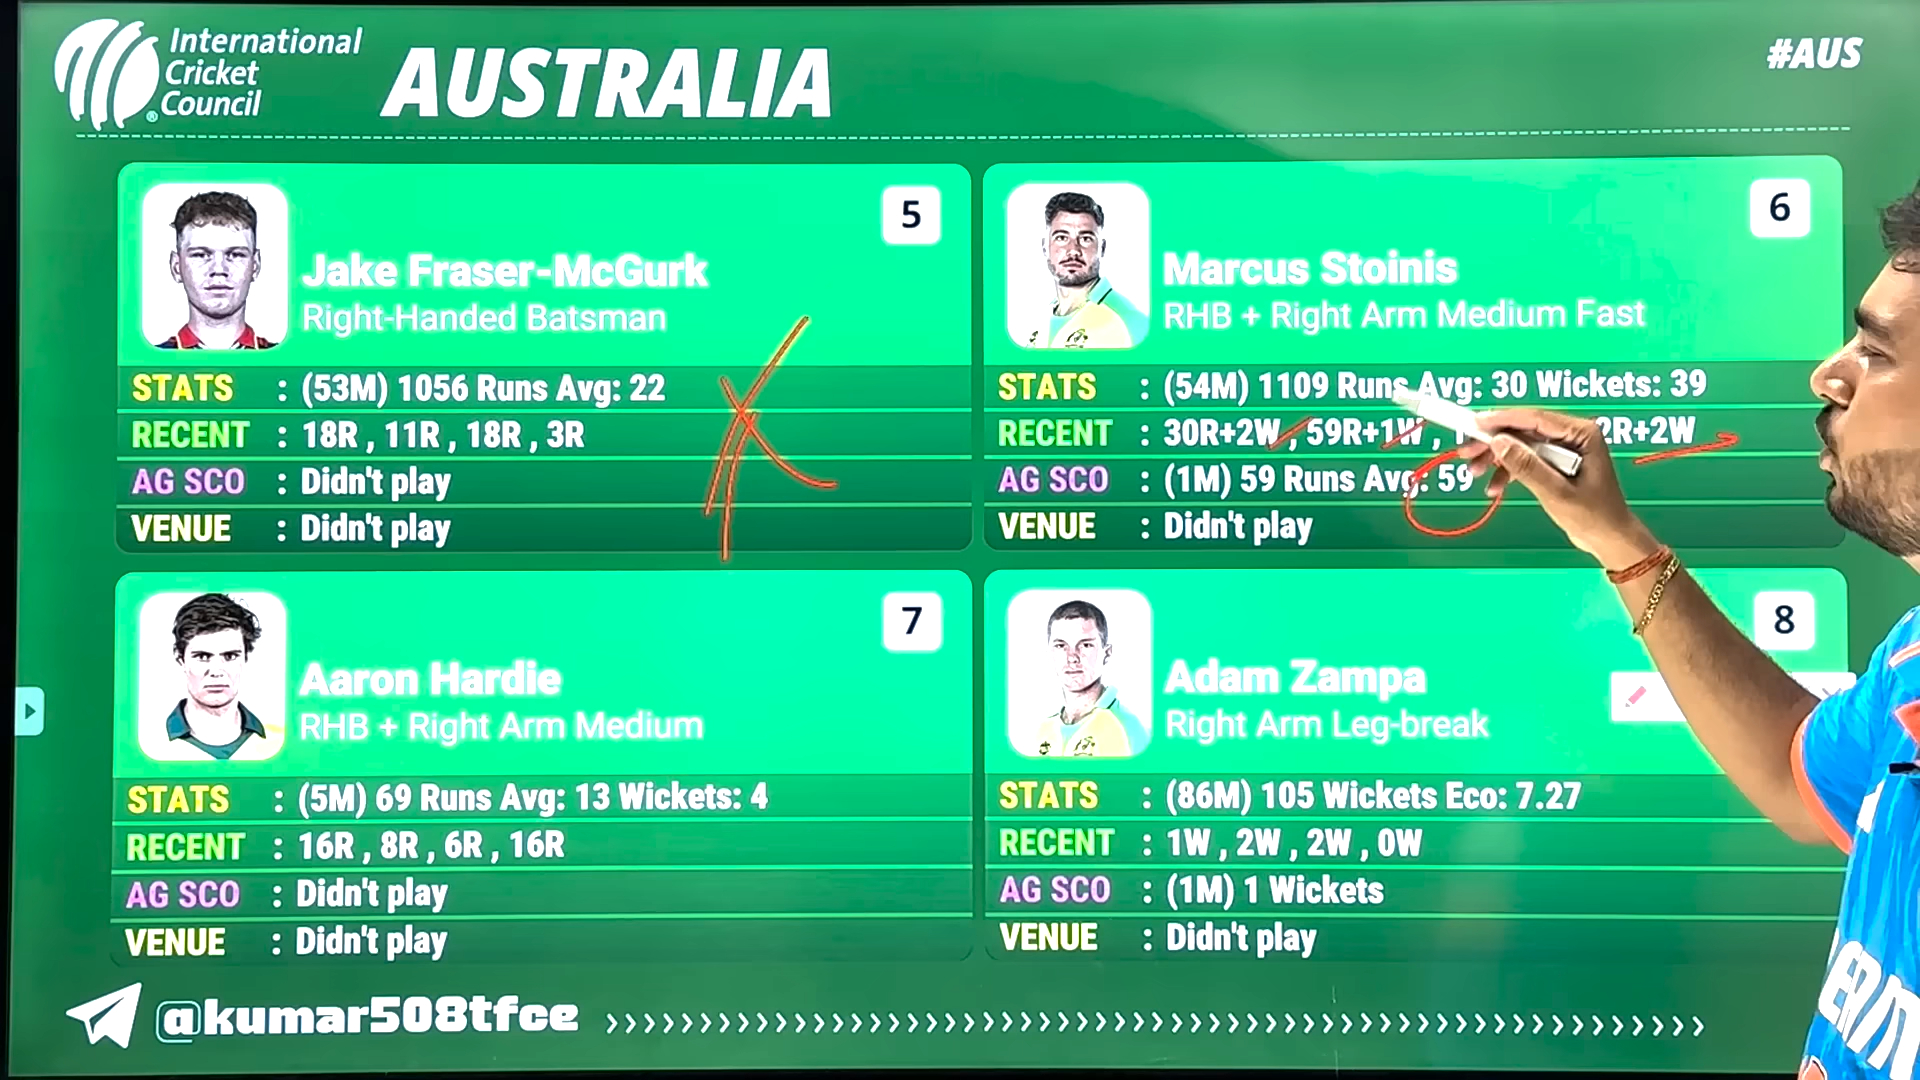 International
Cricket
Council
AUSTRALIA
#AUS
5
Jake Fraser-McGurk
Right-Handed Batsman
STATS : (53M) 1056 Runs Avg: 22
RECENT : 18R , 11R , 18R , 3R
AG SCO : Didn't play
VENUE : Didn't play
6
Marcus Stoinis
RHB + Right Arm Medium Fast
STATS : (54M) 1109 Runs Avg: 30 Wickets: 39
RECENT : 30R+2W , 59R+1W , 2R+2W
AG SCO : (1M) 59 Runs Avg: 59
VENUE : Didn't play
7
Aaron Hardie
RHB + Right Arm Medium
STATS : (5M) 69 Runs Avg: 13 Wickets: 4
RECENT : 16R , 8R , 6R , 16R
AG SCO : Didn't play
VENUE : Didn't play
8
Adam Zampa
Right Arm Leg-break
STATS : (86M) 105 Wickets Eco: 7.27
RECENT : 1W , 2W , 2W , 0W
AG SCO : (1M) 1 Wickets
VENUE : Didn't play
@kumar508tfce